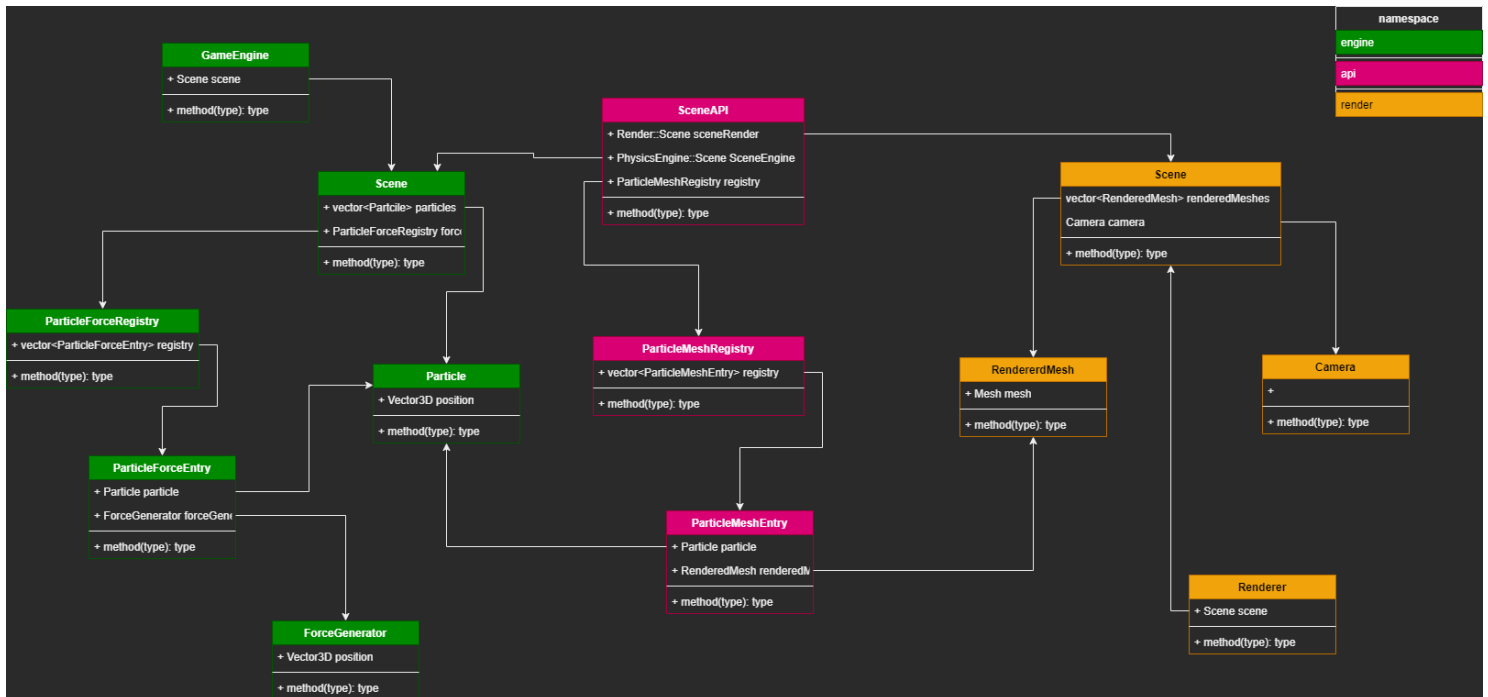 namespace
engine
api
render
GameEngine
+ Scene scene
+ method(type): type
SceneAPI
+ Render::Scene sceneRender
+ PhysicsEngine::Scene SceneEngine
+ ParticleMeshRegistry registry
+ method(type): type
Scene
+ vector<Partcile> particles
+ ParticleForceRegistry forc
+ method(type): type
Scene
vector<RenderedMesh> renderedMeshes
Camera camera
+ method(type): type
ParticleForceRegistry
+ vector<ParticleForceEntry> registry
+ method(type): type
Particle
+ Vector3D position
+ method(type): type
ParticleMeshRegistry
+ vector<ParticleMeshEntry> registry
+ method(type): type
RendererdMesh
+ Mesh mesh
+ method(type): type
Camera
+
+ method(type): type
ParticleForceEntry
+ Particle particle
+ ForceGenerator forceGen
+ method(type): type
ParticleMeshEntry
+ Particle particle
+ RenderedMesh renderedM
+ method(type): type
Renderer
+ Scene scene
+ method(type): type
ForceGenerator
+ Vector3D position
+ method(type): type